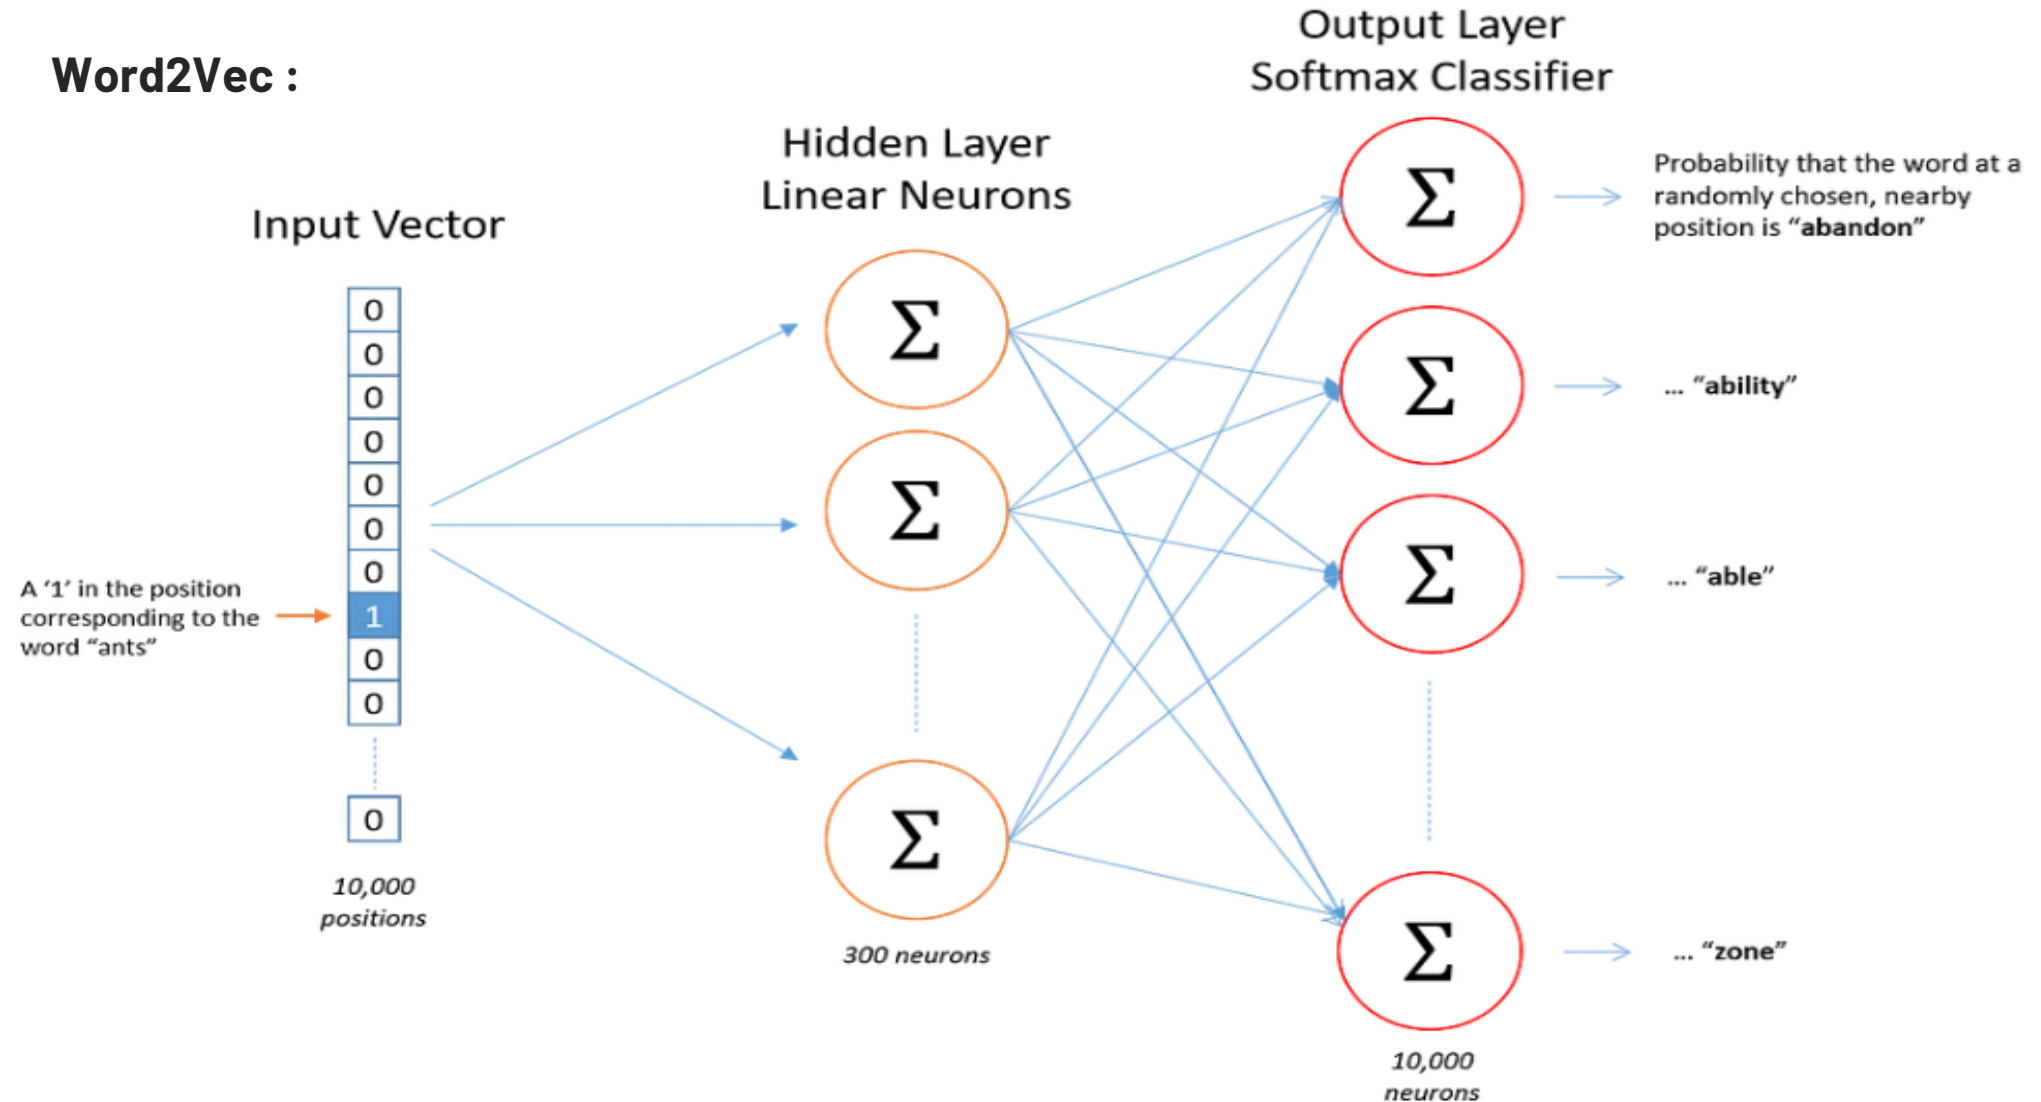 Word2Vec :
Output Layer
Softmax Classifier
Hidden Layer
Linear Neurons
Input Vector
Probability that the word at a
randomly chosen, nearby
position is “abandon”
0
0
0
0
0
0
0
1
0
0
0
A ‘1’ in the position
corresponding to the
word “ants”
Σ
Σ
Σ
Σ
Σ
Σ
Σ
... “ability”
... “able”
... “zone”
10,000
positions
300 neurons
10,000
neurons